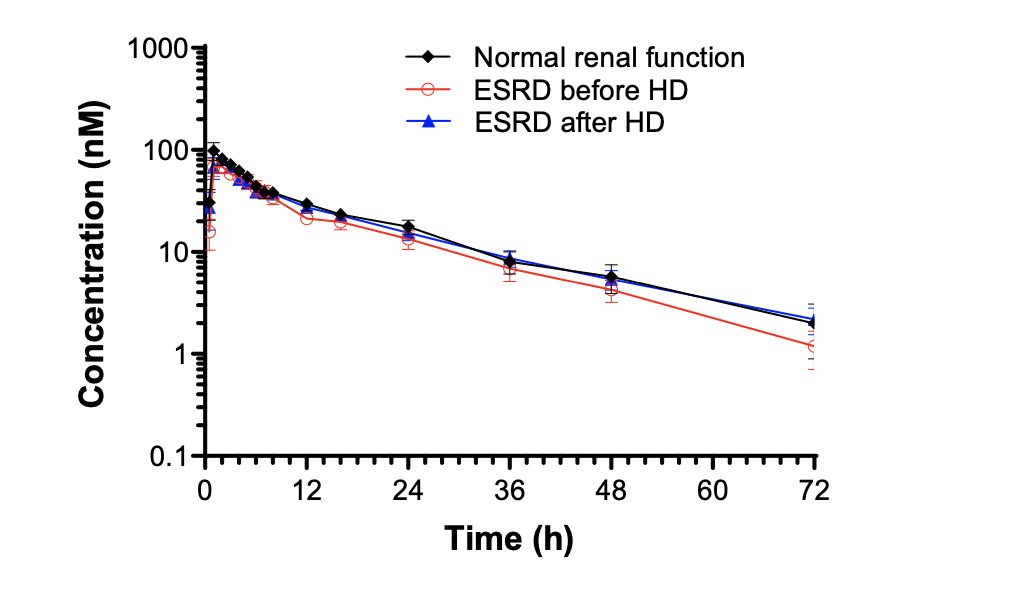 1000
100
10
1
0.1
Concentration (nM)
Normal renal function
ESRD before HD
ESRD after HD
0 12 24 36 48 60 72
Time (h)